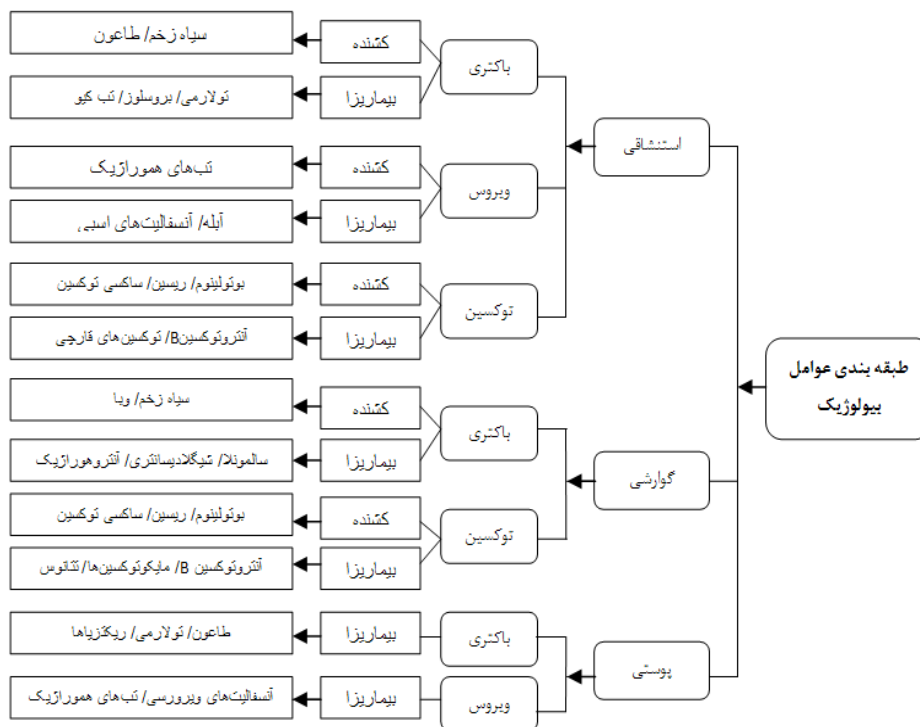 طبقه بندی عوامل
بیولوژیک
استنشاقی
باکتری
کشنده
سیاه زخم/ طاعون
بیماریزا
تولارمی/ بروسلوز/ تب کیو
ویروس
کشنده
تب‌های هموراژیک
بیماریزا
آبله/ آنسفالیت‌های اسبی
توکسین
کشنده
بوتولینوم/ ریسین/ ساکسی توکسین
بیماریزا
آنتروتوکسینB/ توکسین‌های قارچی
گوارشی
باکتری
کشنده
سیاه زخم/ وبا
بیماریزا
سالمونلا/ شیگلادیسانتری/ آنتروهوراژیک
توکسین
کشنده
بوتولینوم/ ریسین/ ساکسی توکسین
بیماریزا
آنتروتوکسین B/ مایکوتوکسین‌ها/ تتانوس
پوستی
باکتری
بیماریزا
طاعون/ تولارمی/ ریکتزیاها
ویروس
بیماریزا
آنسفالیت‌های ویرورسی/ تب‌های هموراژیک